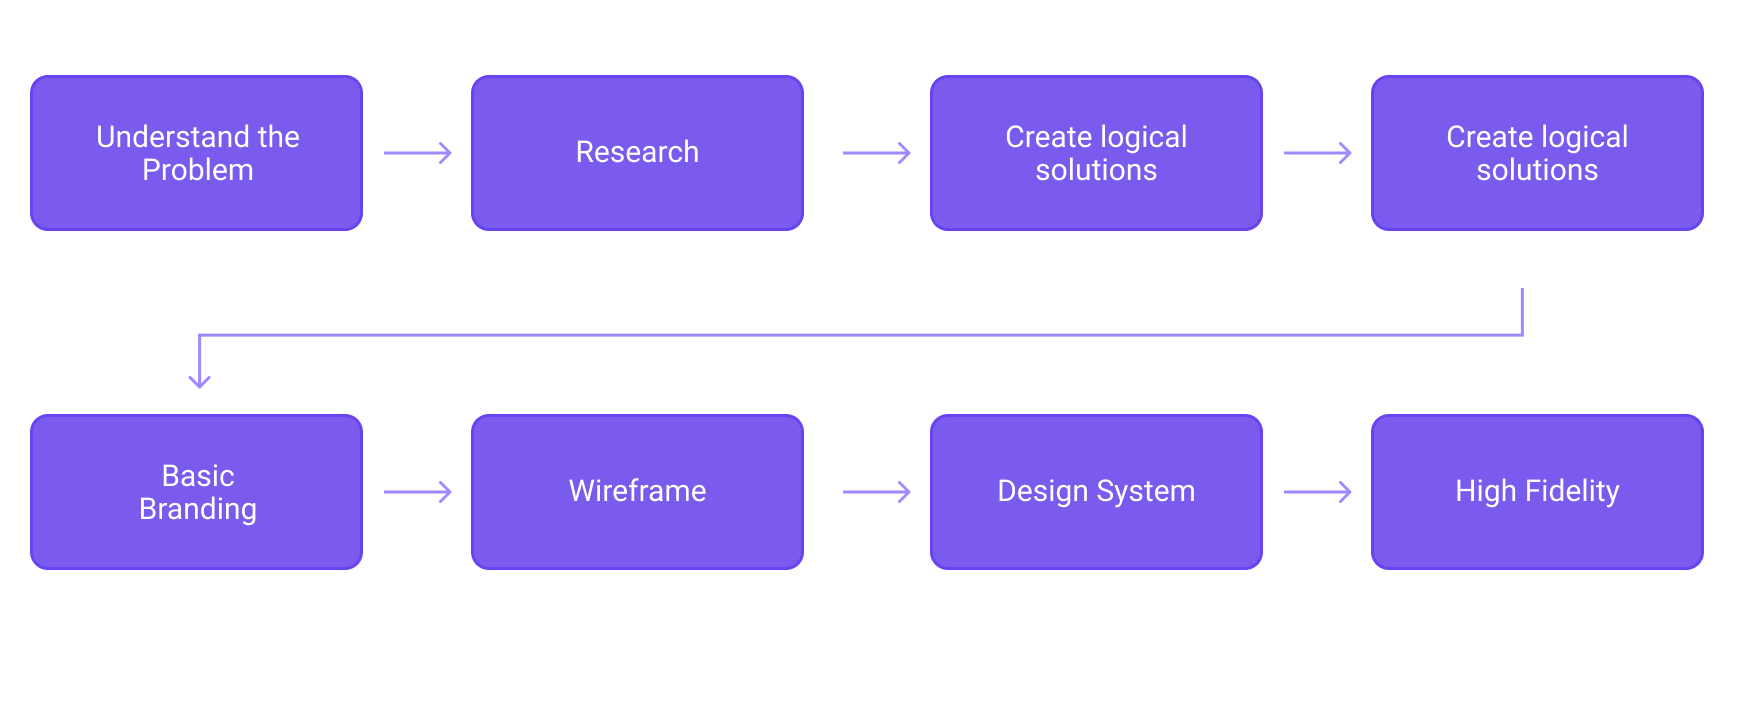 Understand the
Problem
Research
Create logical
solutions
Create logical
solutions
Basic
Branding
Wireframe
Design System
High Fidelity